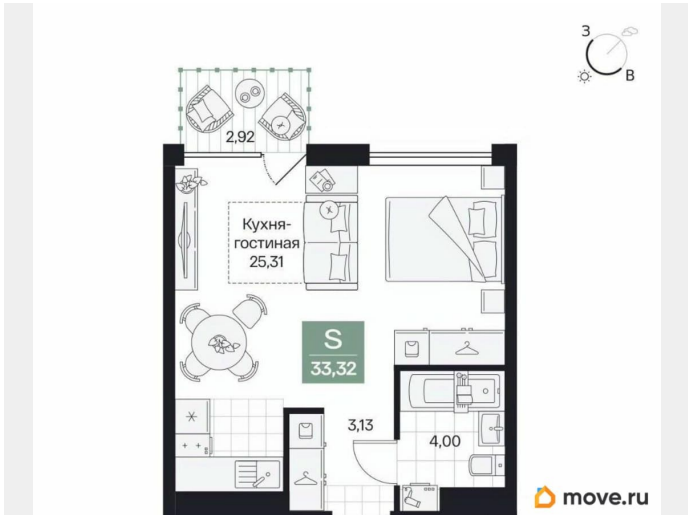 З
В
2,92
Кухня-
гостиная
25,31
S
33,32
3,13
4,00
move.ru